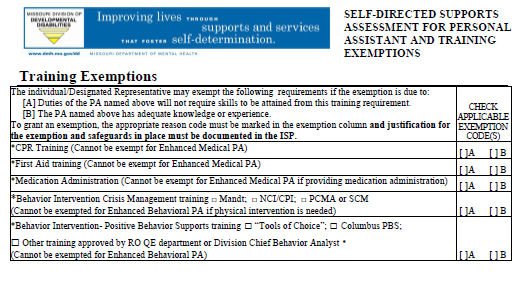 MISSOURI DIVISION OF
DEVELOPMENTAL
DISABILITIES
www.dmh.mo.gov/dd
Improving lives THROUGH
supports and services
THAT FOSTER self-determination.
MISSOURI DEPARTMENT OF MENTAL HEALTH
SELF-DIRECTED SUPPORTS
ASSESSMENT FOR PERSONAL
ASSISTANT AND TRAINING
EXEMPTIONS
Training Exemptions
The individual/Designated Representative may exempt the following requirements if the exemption is due to:
[A] Duties of the PA named above will not require skills to be attained from this training requirement.
[B] The PA named above has adequate knowledge or experience.
To grant an exemption, the appropriate reason code must be marked in the exemption column and justification for
the exemption and safeguards in place must be documented in the ISP.
CHECK
APPLICABLE
EXEMPTION
CODE(S)
*CPR Training (Cannot be exempt for Enhanced Medical PA)
[ ]A [ ] B
*First Aid training (Cannot be exempt for Enhanced Medical PA)
[ ]A [ ] B
*Medication Administration (Cannot be exempt for Enhanced Medical PA if providing medication administration)
[ ]A [ ] B
*Behavior Intervention Crisis Management training □ Mandt; □ NCI/CPI; □ PCMA or SCM
(Cannot be exempted for Enhanced Behavioral PA if physical intervention is needed)
[ ]A [ ] B
*Behavior Intervention- Positive Behavior Supports training □ “Tools of Choice”; □ Columbus PBS;
□ Other training approved by RO QE department or Division Chief Behavior Analyst *
(Cannot be exempted for Enhanced Behavioral PA)
[ ]A [ ] B